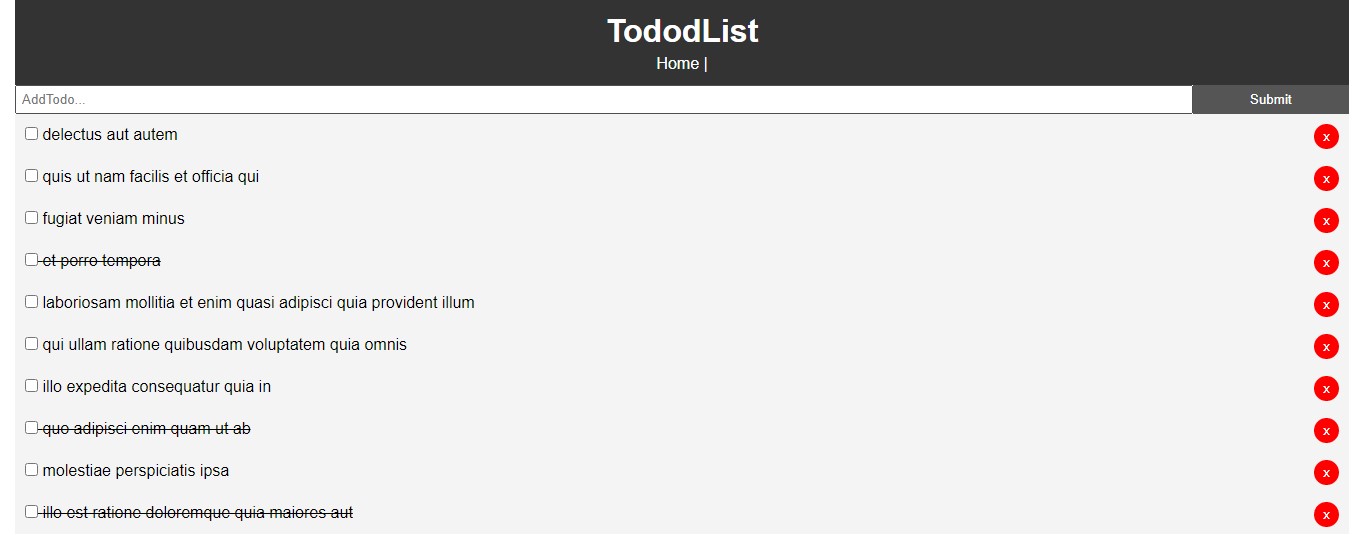 TododList
Home |
AddTodo... Submit
delectus aut autem x
quis ut nam facilis et officia qui x
fugiat veniam minus x
et porro tempora x
laboriosam mollitia et enim quasi adipisci quia provident illum x
qui ullam ratione quibusdam voluptatem quia omnis x
illo expedita consequatur quia in x
quo adipisci enim quam ut ab x
molestiae perspiciatis ipsa x
illo est ratione doloremque quia maiores aut x